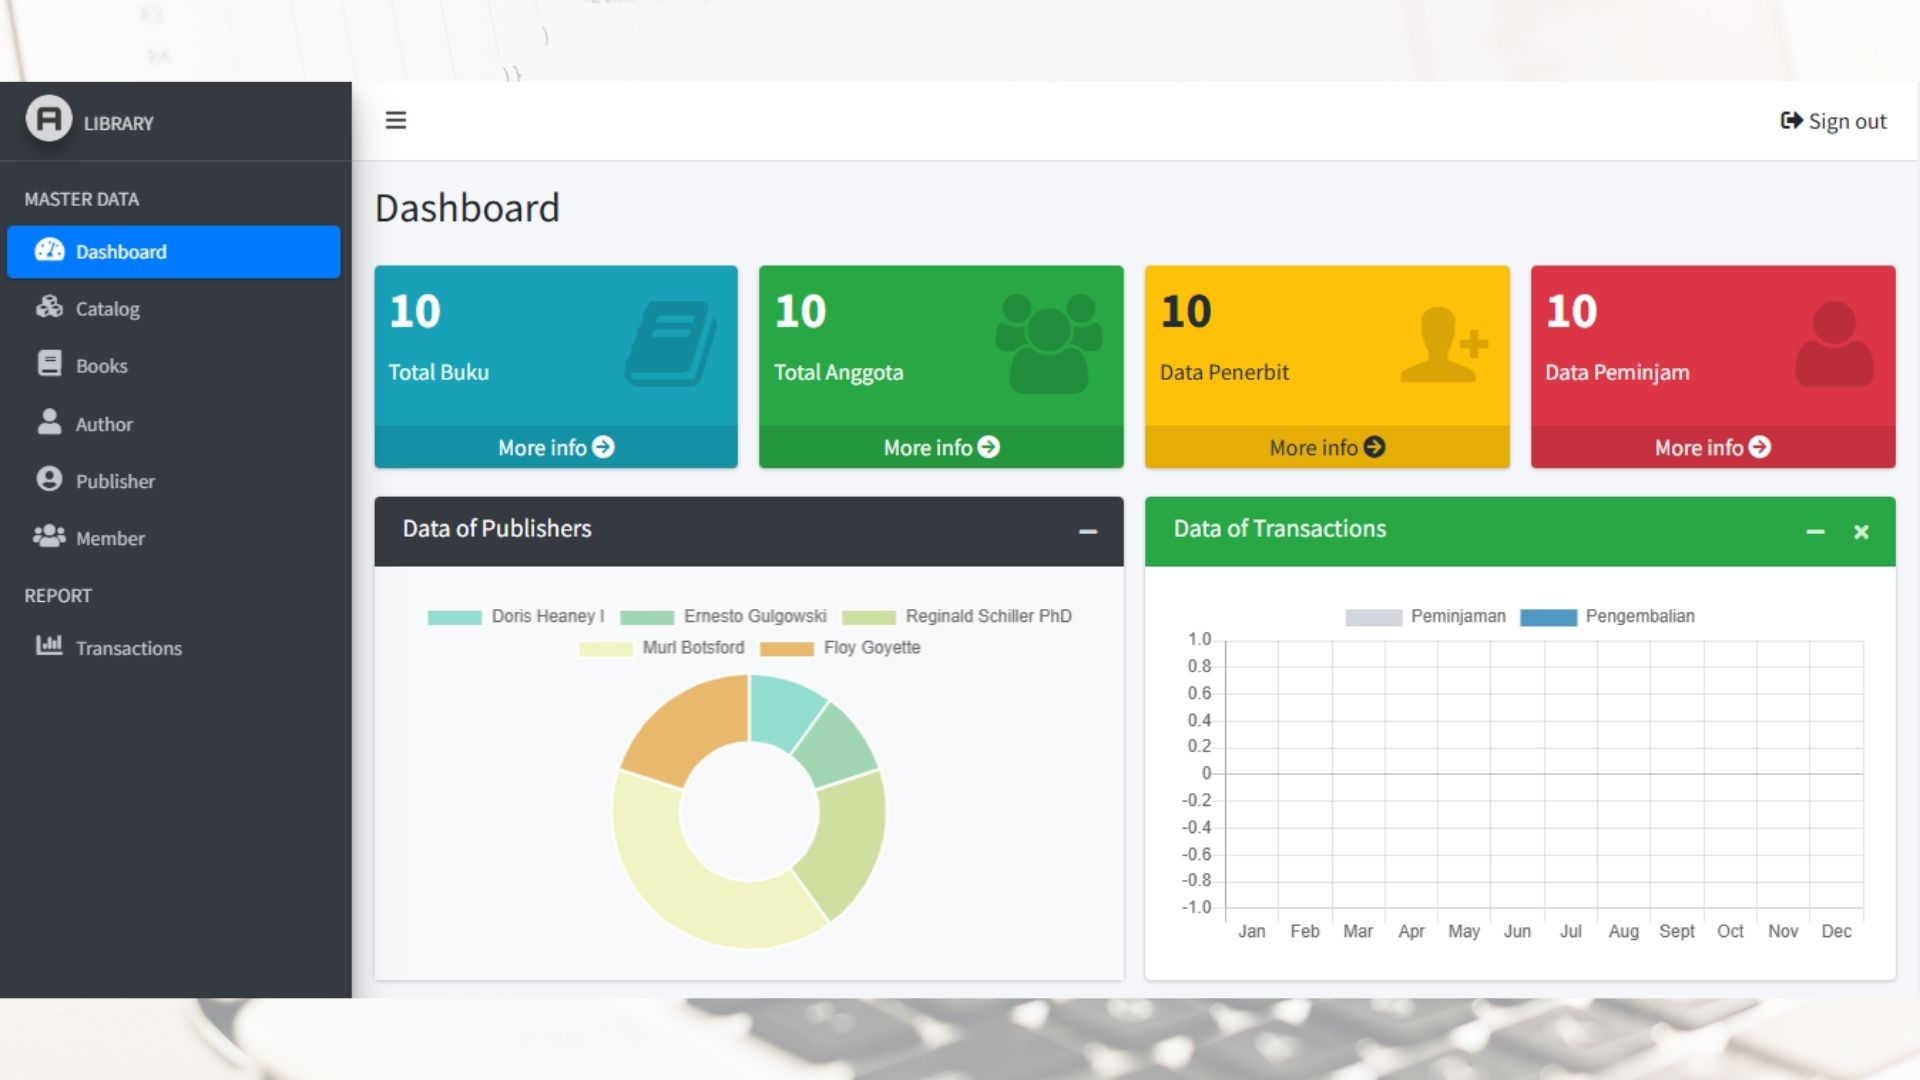 )
)}
LIBRARY
Sign out
MASTER DATA
Dashboard
Catalog
Books
Author
Publisher
Member
REPORT
Transactions
Dashboard
10
Total Buku
More info
10
Total Anggota
More info
10
Data Penerbit
More info
10
Data Peminjam
More info
Data of Publishers
Doris Heaney I Ernesto Gulgowski Reginald Schiller PhD
Murl Botsford Floy Goyette
Data of Transactions
Peminjaman Pengembalian
1.0
0.8
0.6
0.4
0.2
0
-0.2
-0.4
-0.6
-0.8
-1.0
Jan Feb Mar Apr May Jun Jul Aug Sept Oct Nov Dec